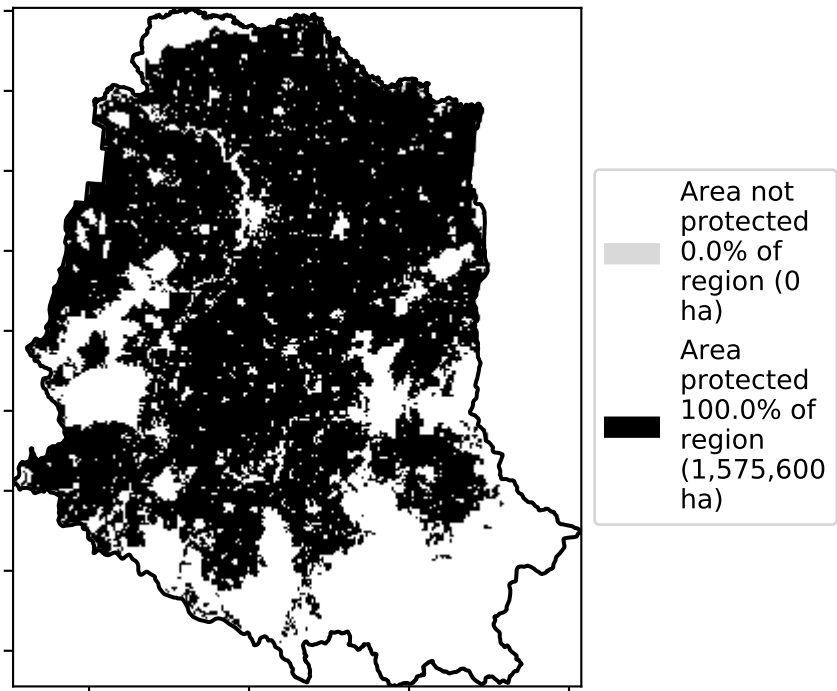 Area not
protected
0.0% of
region (0
ha)
Area
protected
100.0% of
region
(1,575,600
ha)